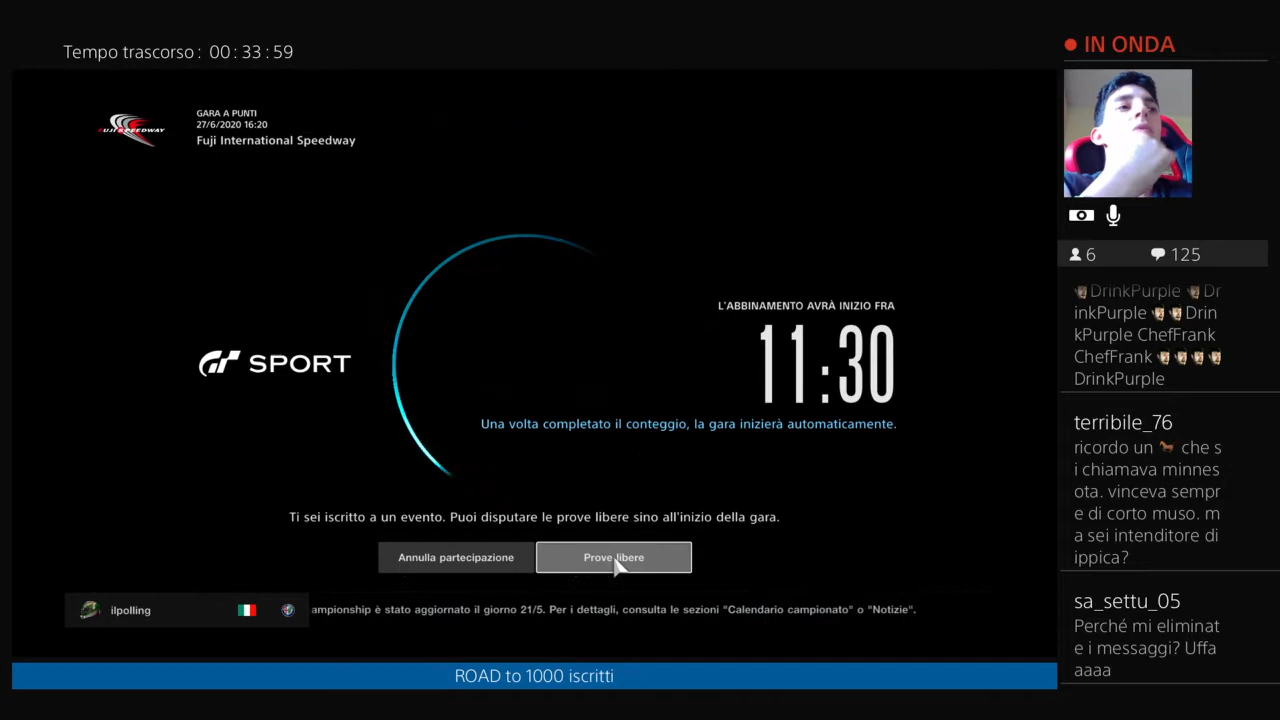 Tempo trascorso : 00 : 33 : 59
IN ONDA
FUJI SPEEDWAY
GARA A PUNTI
27/6/2020 16:20
Fuji International Speedway
6
125
DrinkPurple Dr
inkPurple Drin
kPurple ChefFrank
ChefFrank
DrinkPurple
L'ABBINAMENTO AVRÀ INIZIO FRA
11:30
GT SPORT
Una volta completato il conteggio, la gara inizierà automaticamente.
terribile_76
ricordo un che s
i chiamava minnes
ota. vinceva sempr
e di corto muso. m
a sei intenditore di
ippica?
Ti sei iscritto a un evento. Puoi disputare le prove libere sino all'inizio della gara.
Annulla partecipazione
Prove libere
ilpolling
ampionship è stato aggiornato il giorno 21/5. Per i dettagli, consulta le sezioni "Calendario campionato" o "Notizie".
sa_settu_05
Perché mi eliminat
e i messaggi? Uffa
aaaa
ROAD to 1000 iscritti